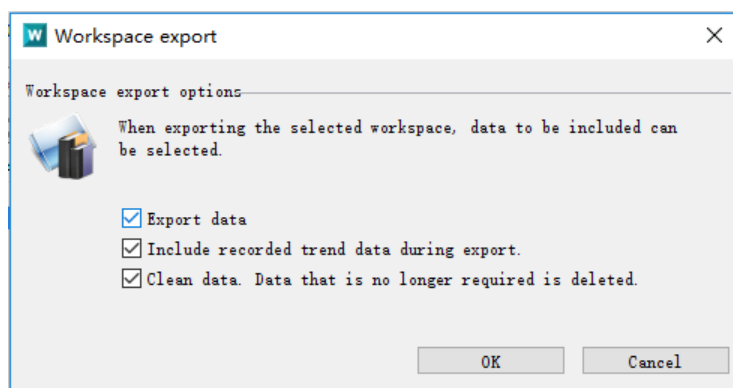 W Workspace export
Workspace export options
When exporting the selected workspace, data to be included can
be selected.
Export data
Include recorded trend data during export.
Clean data. Data that is no longer required is deleted.
OK Cancel